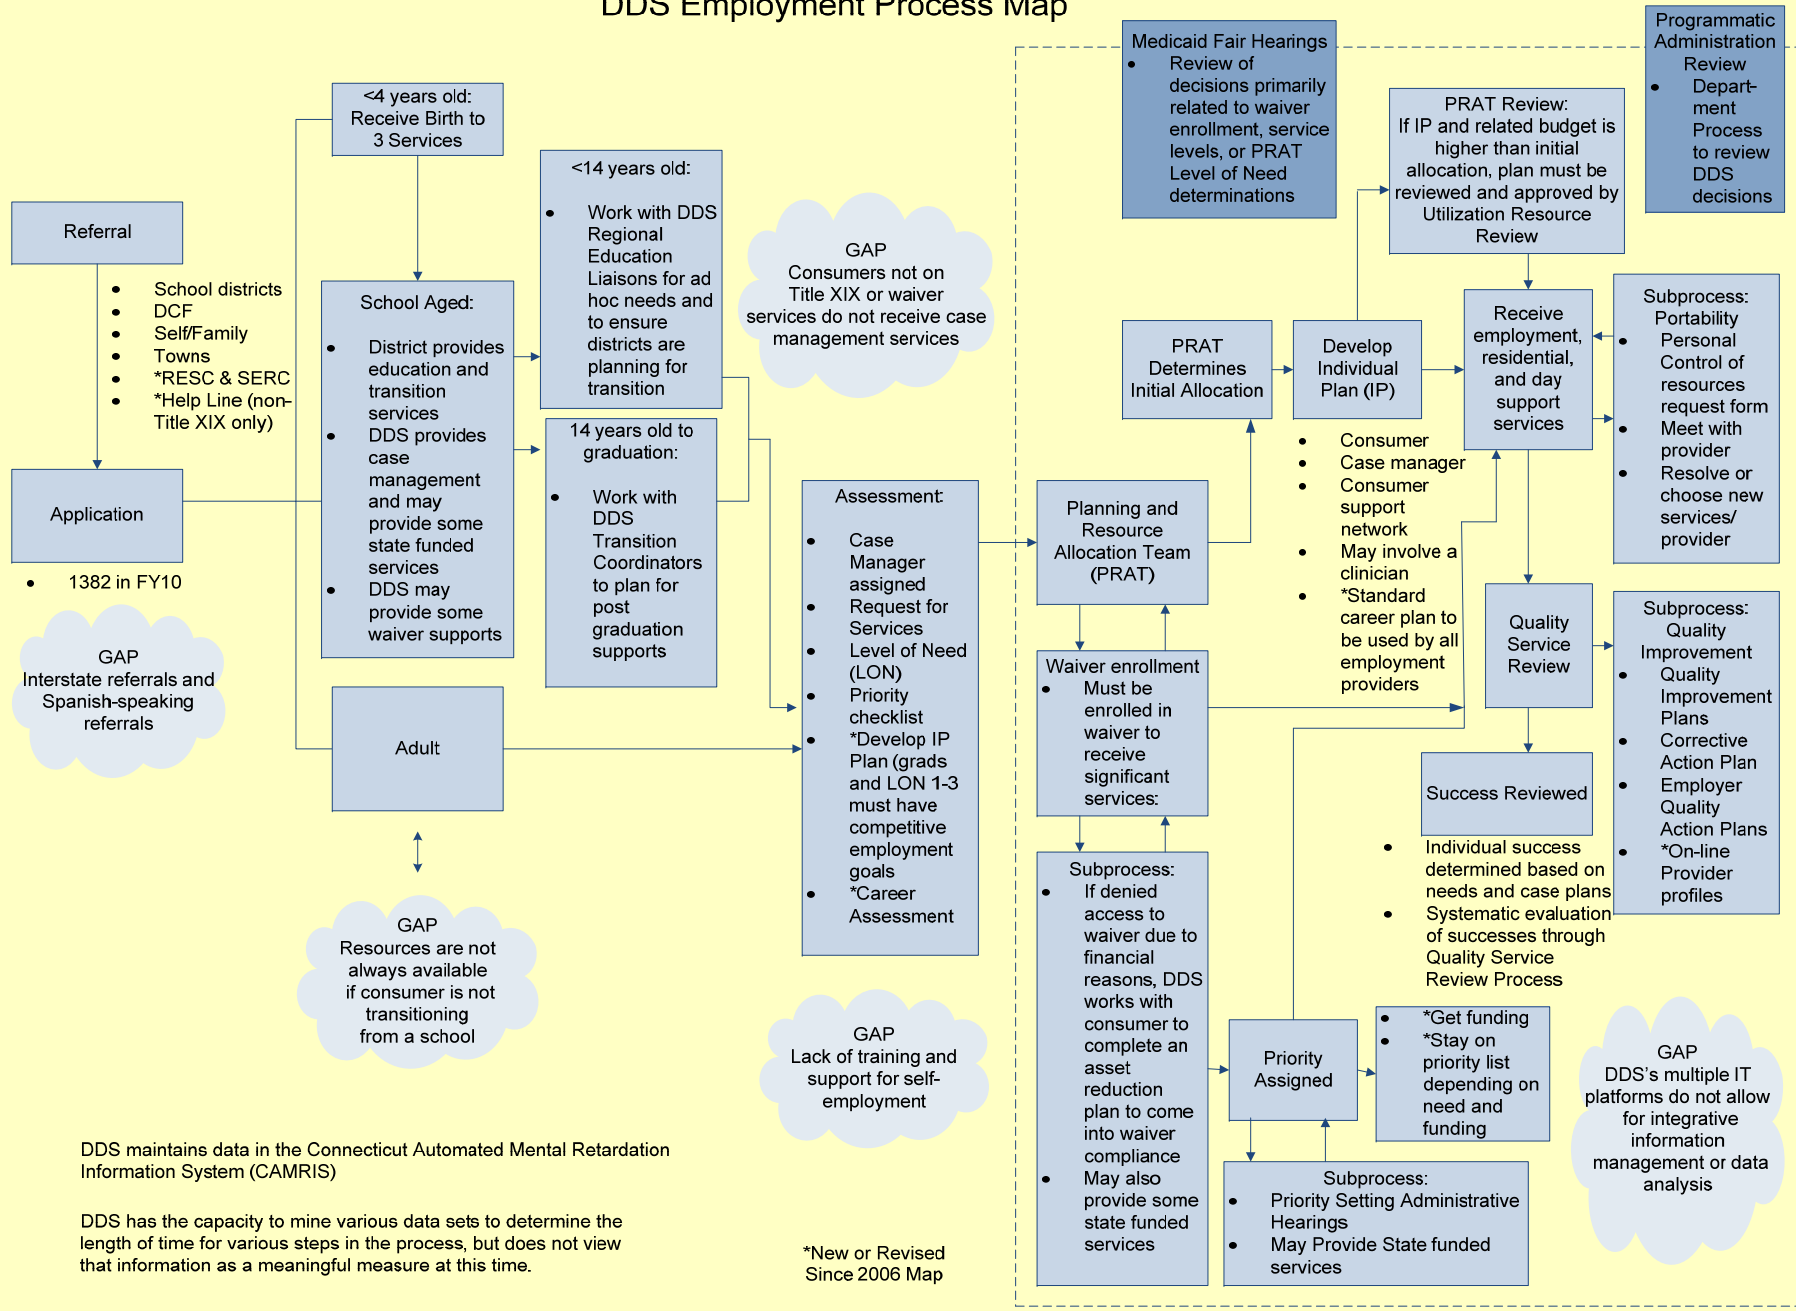 DDS Employment Process Map
<4 years old:
Receive Birth to
3 Services
Referral
• School districts
• DCF
• Self/Family
• Towns
• *RESC & SERC
• *Help Line (non-
Title XIX only)
Application
• 1382 in FY10
GAP
Interstate referrals and
Spanish-speaking
referrals
School Aged:
• District provides
education and
transition
services
• DDS provides
case
management
and may
provide some
state funded
services
• DDS may
provide some
waiver supports
Adult
GAP
Resources are not
always available
if consumer is not
transitioning
from a school
<14 years old:
• Work with DDS
Regional
Education
Liaisons for ad
hoc needs and
to ensure
districts are
planning for
transition
14 years old to
graduation:
• Work with
DDS
Transition
Coordinators
to plan for
post
graduation
supports
GAP
Consumers not on
Title XIX or waiver
services do not receive case
management services
Assessment:
• Case
Manager
assigned
• Request for
Services
• Level of Need
(LON)
• Priority
checklist
• *Develop IP
Plan (grads
and LON 1-3
must have
competitive
employment
goals
• *Career
Assessment
GAP
Lack of training and
support for self-
employment
Medicaid Fair Hearings
• Review of
decisions primarily
related to waiver
enrollment, service
levels, or PRAT
Level of Need
determinations
PRAT Review:
If IP and related budget is
higher than initial
allocation, plan must be
reviewed and approved by
Utilization Resource
Review
Programmatic
Administration
Review
• Depart-
ment
Process
to review
DDS
decisions
PRAT
Determines
Initial Allocation
Develop
Individual
Plan (IP)
• Consumer
• Case manager
• Consumer
support
network
• May involve a
clinician
• *Standard
career plan to
be used by all
employment
providers
Receive
employment,
residential,
and day
support
services
Subprocess:
Portability
• Personal
Control of
resources
request form
• Meet with
provider
• Resolve or
choose new
services/
provider
Planning and
Resource
Allocation Team
(PRAT)
Waiver enrollment
• Must be
enrolled in
waiver to
receive
significant
services:
Subprocess:
• If denied
access to
waiver due to
financial
reasons, DDS
works with
consumer to
complete an
asset
reduction
plan to come
into waiver
compliance
• May also
provide some
state funded
services
Quality
Service
Review
Subprocess:
Quality
Improvement
• Quality
Improvement
Plans
• Corrective
Action Plan
• Employer
Quality
Action Plans
• *On-line
Provider
profiles
Success Reviewed
• Individual success
determined based on
needs and case plans
• Systematic evaluation
of successes through
Quality Service
Review Process
Priority
Assigned
• *Get funding
• *Stay on
priority list
depending on
need and
funding
Subprocess:
• Priority Setting Administrative
Hearings
• May Provide State funded
services
GAP
DDS's multiple IT
platforms do not allow
for integrative
information
management or data
analysis
DDS maintains data in the Connecticut Automated Mental Retardation
Information System (CAMRIS)
DDS has the capacity to mine various data sets to determine the
length of time for various steps in the process, but does not view
that information as a meaningful measure at this time.
*New or Revised
Since 2006 Map